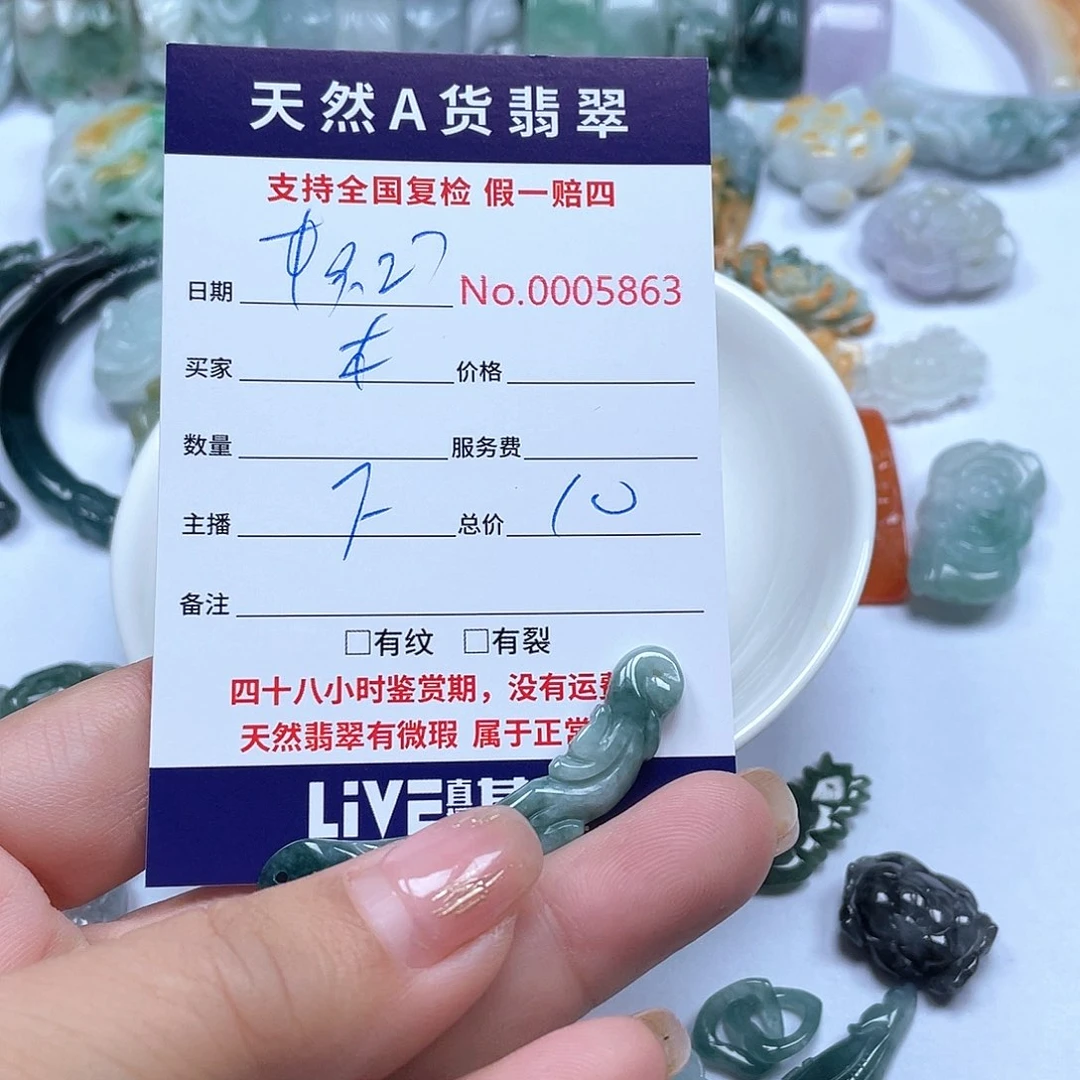 天然A货翡翠
支持全国复检 假一赔四
日期 9.27 No.0005863
买家 价格
数量 服务费
主播 总价 10
备注
□有纹 □有裂
四十八小时鉴赏期，没有运费
天然翡翠有微瑕 属于正常
LiVE